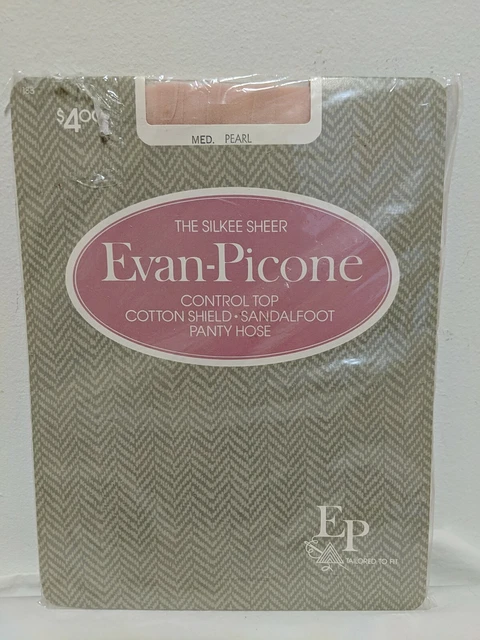 $4.00
MED. PEARL
THE SILKEE SHEER
Evan-Picone
CONTROL TOP
COTTON SHIELD • SANDALFOOT
PANTY HOSE
EP
TAILORED TO FIT